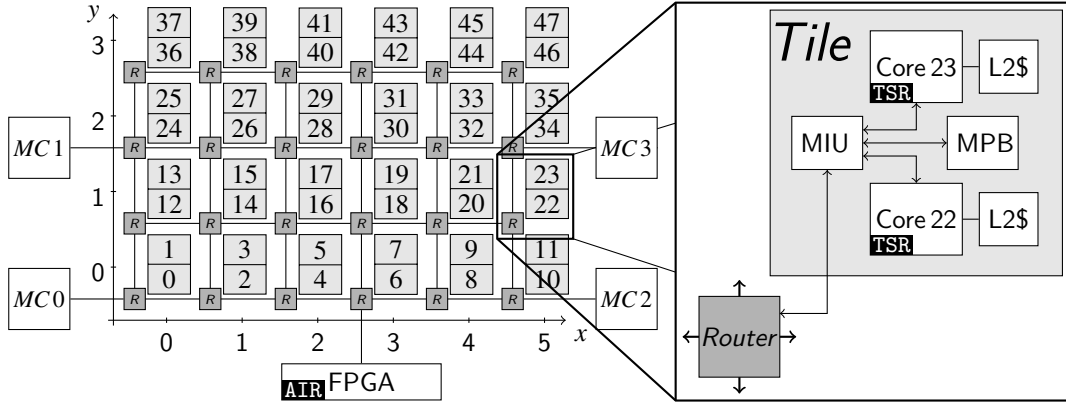 y
3
37 39 41 43 45 47
36 38 40 42 44 46
R R R R R R
25 27 29 31 33 35
2
24 26 28 30 32 34
MC1 R R R R R R MC3
13 15 17 19 21 23
1
12 14 16 18 20 22
R R R R R R
1 3 5 7 9 11
0
0 2 4 6 8 10
MC0 R R R R R R MC2
0 1 2 3 4 5 x
AIR FPGA
Tile
Core 23 L2$
TSR
MIU MPB
Core 22 L2$
TSR
Router